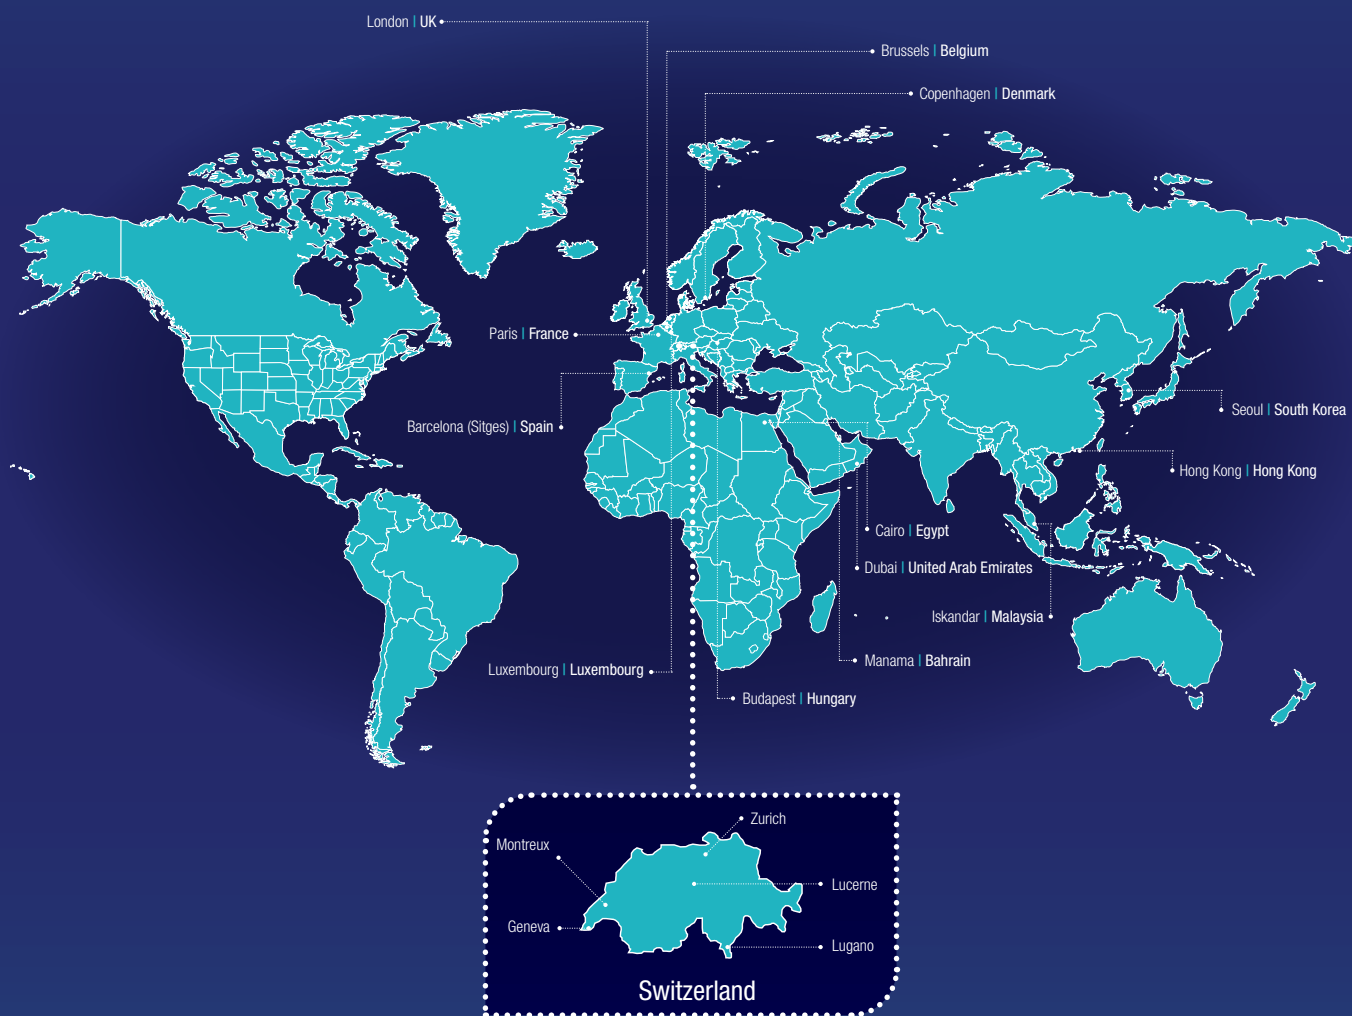 London | UK
Brussels | Belgium
Copenhagen | Denmark
Paris | France
Seoul | South Korea
Barcelona (Sitges) | Spain
Hong Kong | Hong Kong
Cairo | Egypt
Dubai | United Arab Emirates
Iskandar | Malaysia
Manama | Bahrain
Luxembourg | Luxembourg
Budapest | Hungary
Zurich
Montreux
Lucerne
Geneva
Lugano
Switzerland